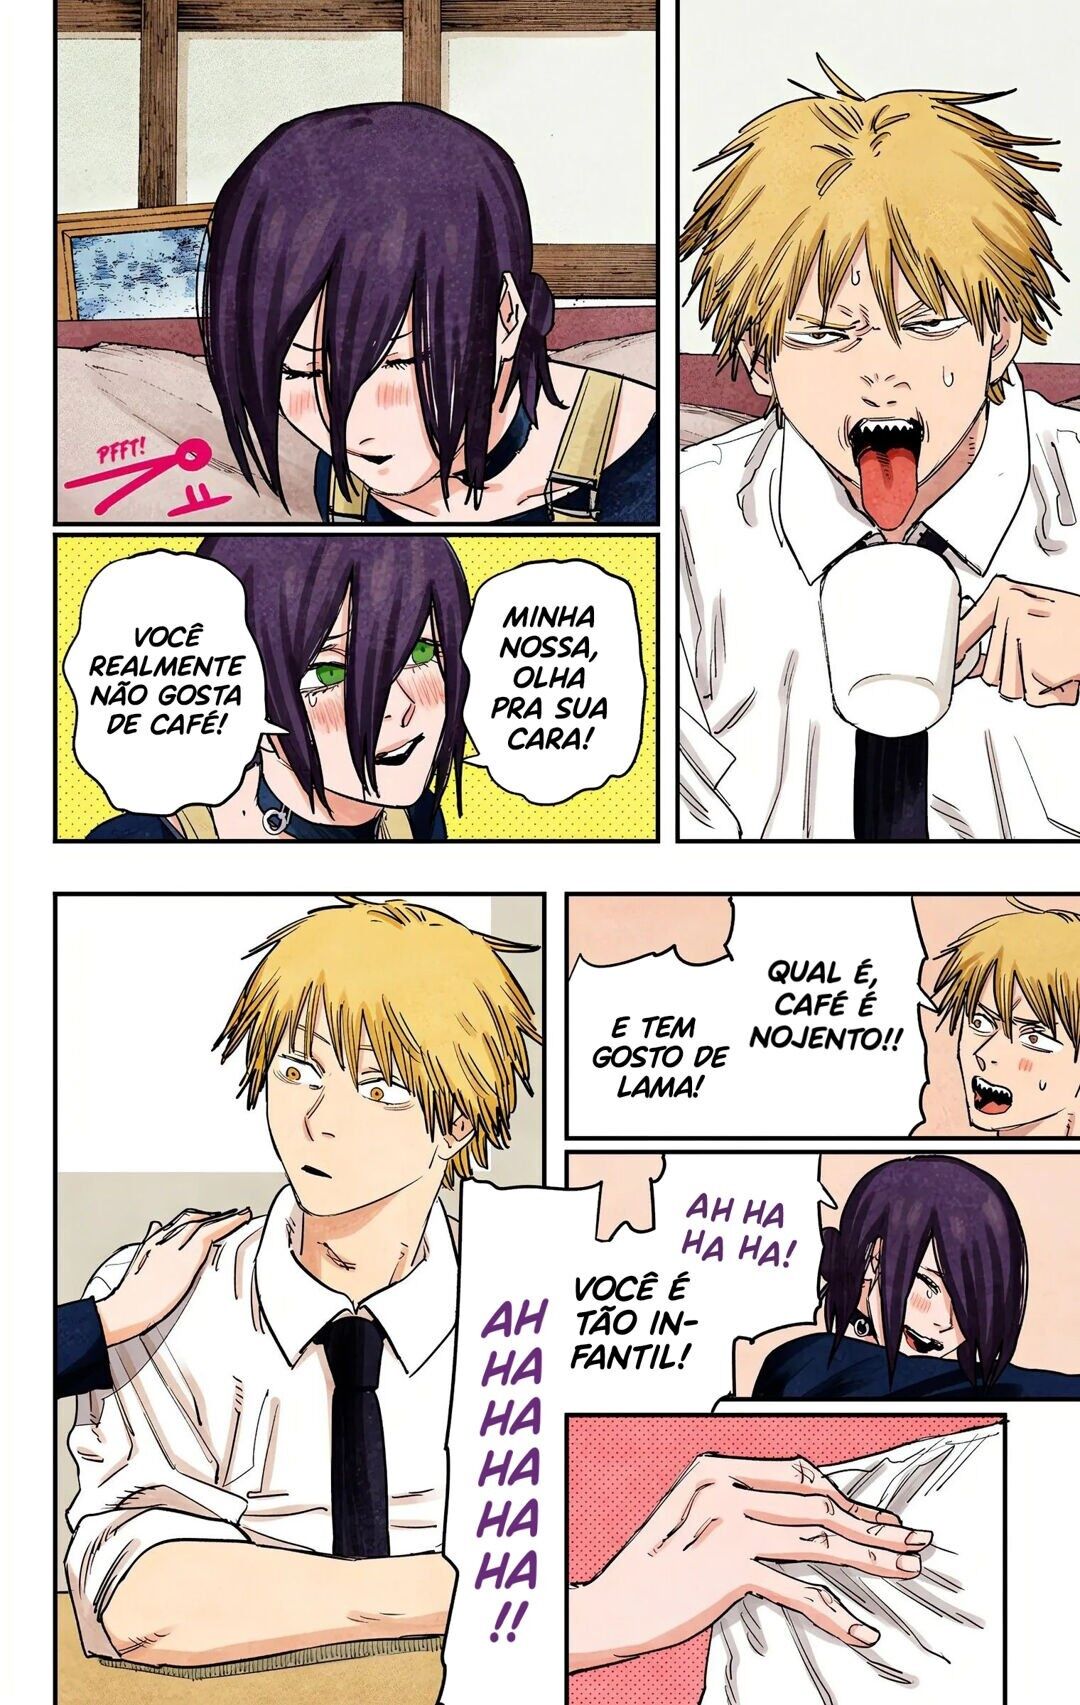 PFFT!
MINHA
NOSSA,
OLHA
PRA SUA
CARA!
VOCÊ
REALMENTE
NÃO GOSTA
DE CAFÉ!
QUAL É,
CAFÉ É
NOJENTO!!
E TEM
GOSTO DE
LAMA!
AH HA
HA HA!
VOCÊ É
TÃO IN-
FANTIL!
AH
HA
HA
HA
HA
HA
!!